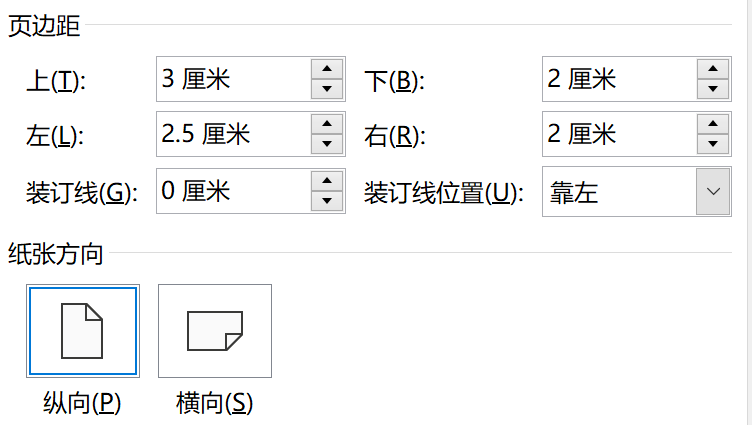 页边距
上(T): 3 厘米 下(B): 2 厘米
左(L): 2.5 厘米 右(R): 2 厘米
装订线(G): 0 厘米 装订线位置(U): 靠左
纸张方向
纵向(P) 横向(S)